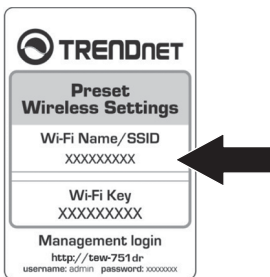 TRENDNET
Preset
Wireless Settings
Wi-Fi Name/SSID
XXXXXXXXX
Wi-Fi Key
XXXXXXXXX
Management login
http://tew-751dr
username: admin password: xxxxxxxx